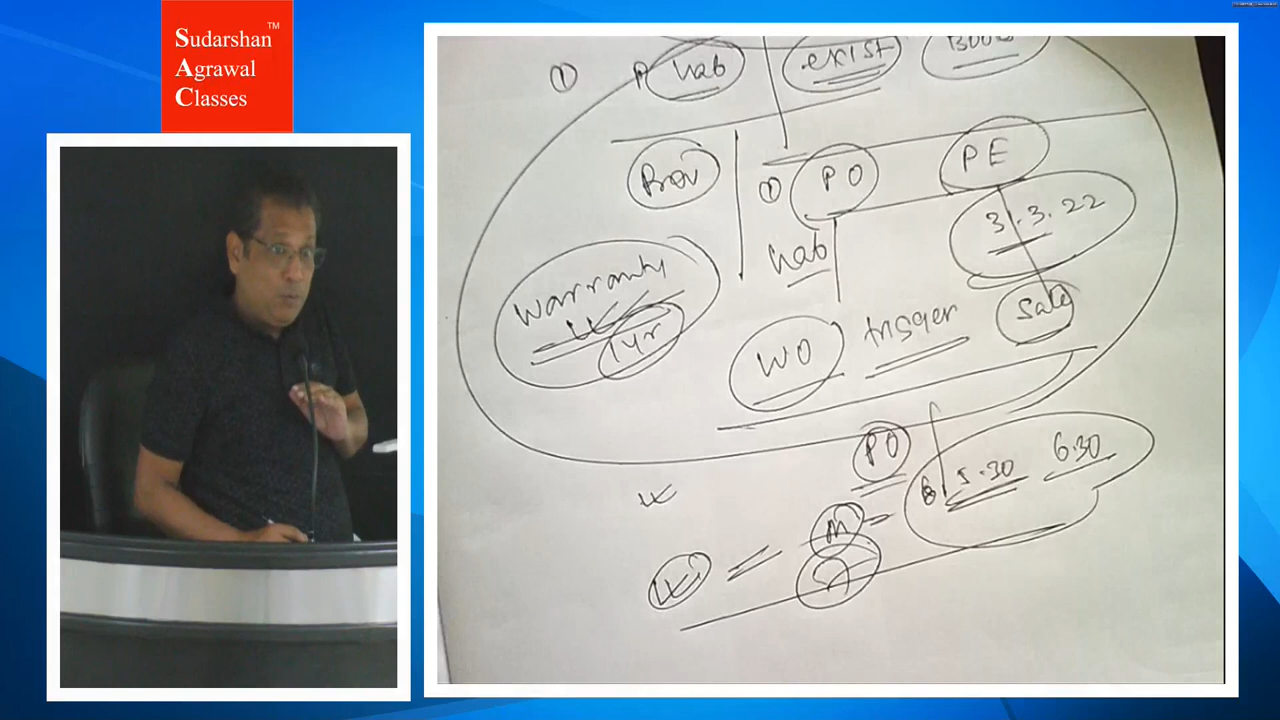 Sudarshan™
Agrawal
Classes
① P Liab exist Books
Prov ① PO PE
Liab 31.3.22
Warranty
1yr WO trigger Sale
PO
5.30 6.30
M